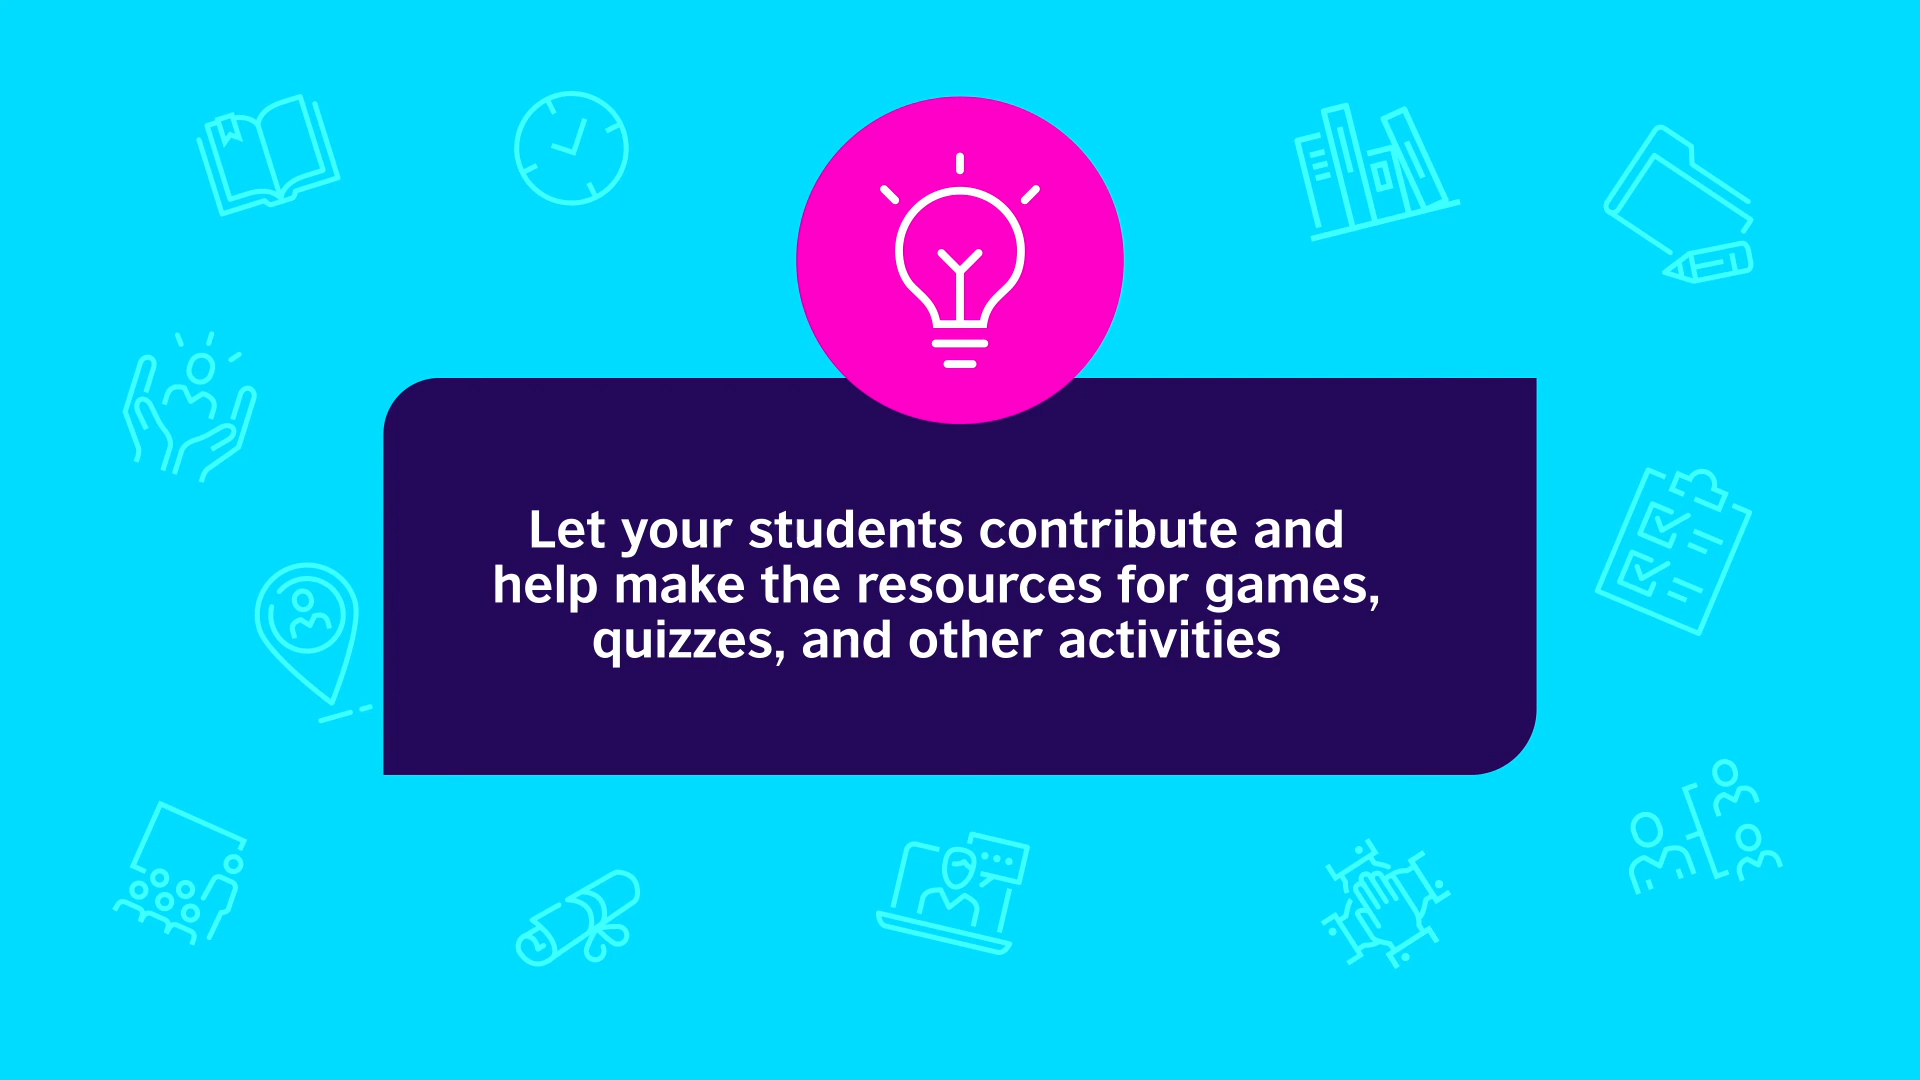 Let your students contribute and
help make the resources for games,
quizzes, and other activities